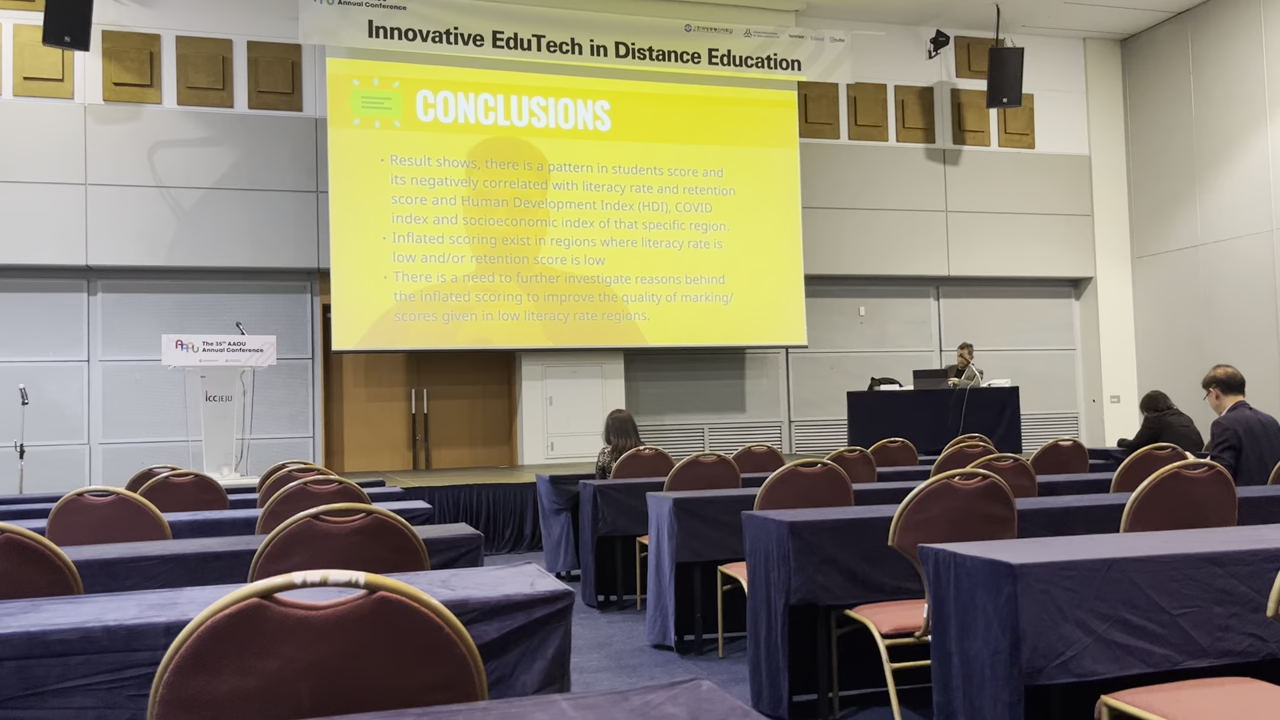 Annual Conference
Innovative EduTech in Distance Education
CONCLUSIONS
• Result shows, there is a pattern in students score and
its negatively correlated with literacy rate and retention
score and Human Development Index (HDI), COVID
index and socioeconomic index of that specific region.
• Inflated scoring exist in regions where literacy rate is
low and/or retention score is low
• There is a need to further investigate reasons behind
the inflated scoring to improve the quality of marking/
scores given in low literacy rate regions.
AAOU The 35th AAOU
Annual Conference
iccJEJU